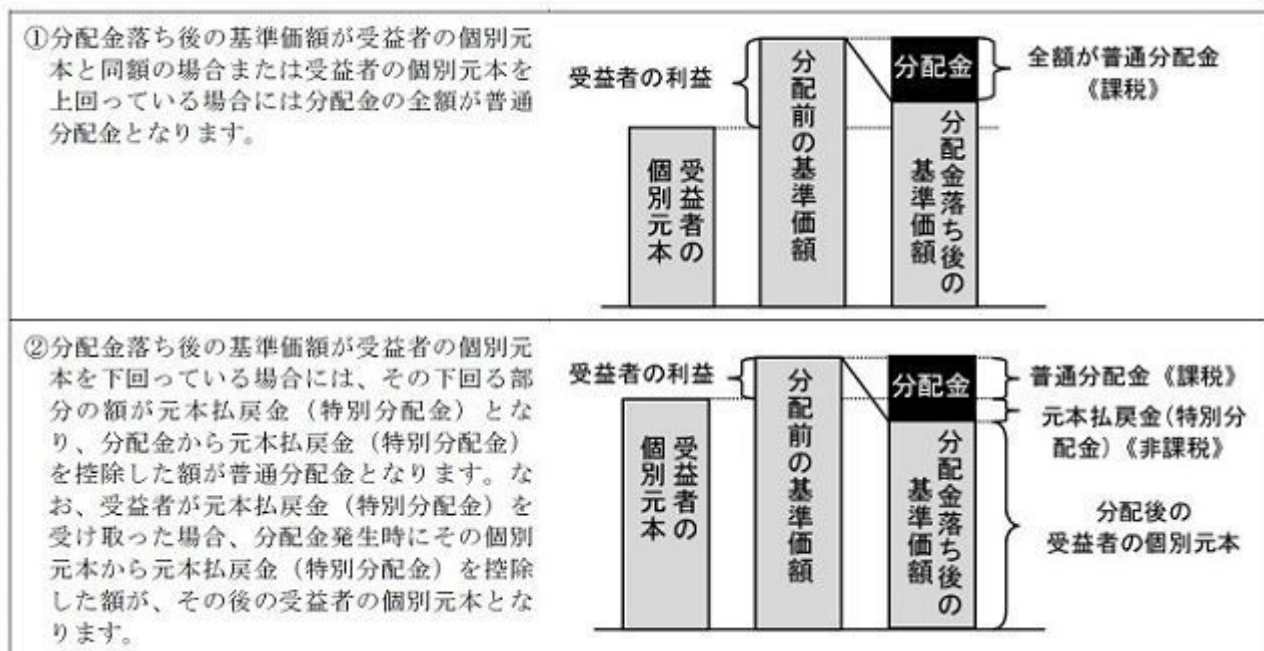 ①分配金落ち後の基準価額が受益者の個別元
本と同額の場合または受益者の個別元本を
上回っている場合には分配金の全額が普通
分配金となります。
受益者の利益
受益者の
個別元本
分配前の基準価額
分配金
分配金落ち後の
基準価額
全額が普通分配金
《課税》
②分配金落ち後の基準価額が受益者の個別元
本を下回っている場合には、その下回る部
分の額が元本払戻金（特別分配金）とな
り、分配金から元本払戻金（特別分配金）
を控除した額が普通分配金となります。な
お、受益者が元本払戻金（特別分配金）を
受け取った場合、分配金発生時にその個別
元本から元本払戻金（特別分配金）を控除
した額が、その後の受益者の個別元本とな
ります。
受益者の利益
受益者の
個別元本
分配前の基準価額
分配金
分配金落ち後の
基準価額
普通分配金《課税》
元本払戻金(特別分
配金)《非課税》
分配後の
受益者の個別元本